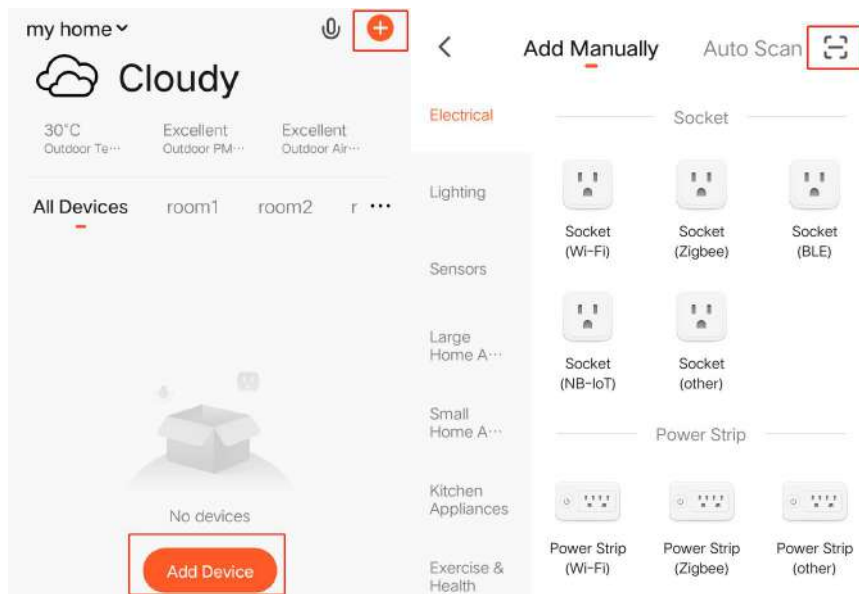 my home
Cloudy
30°C
Outdoor Te···
Excellent
Outdoor PM···
Excellent
Outdoor Air···
All Devices
room1
room2
r ···
No devices
Add Device
Add Manually
Auto Scan
Electrical
Lighting
Sensors
Large
Home A···
Small
Home A···
Kitchen
Appliances
Exercise &
Health
Socket
Socket
(Wi-Fi)
Socket
(Zigbee)
Socket
(BLE)
Socket
(NB-IoT)
Socket
(other)
Power Strip
Power Strip
(Wi-Fi)
Power Strip
(Zigbee)
Power Strip
(other)